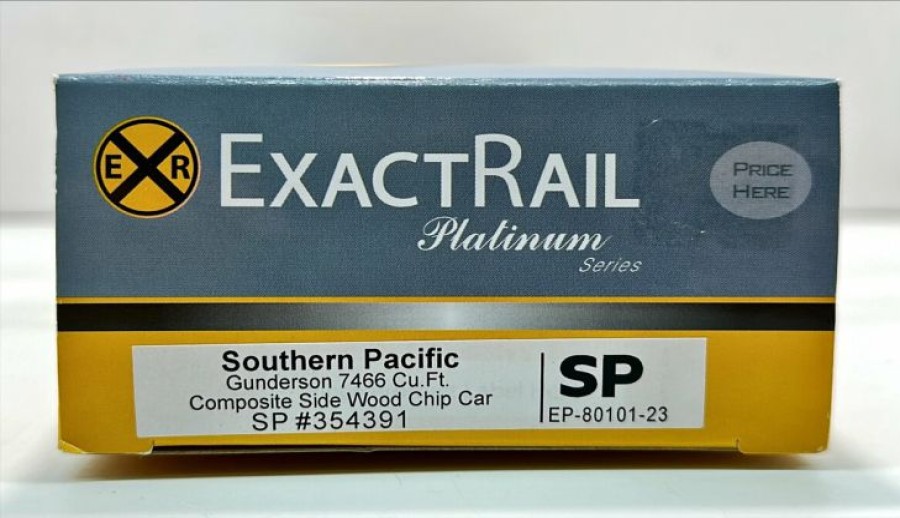 E R
EXACTRAIL
Platinum
Series
PRICE
HERE
Southern Pacific
Gunderson 7466 Cu.Ft.
Composite Side Wood Chip Car
SP #354391
SP
EP-80101-23